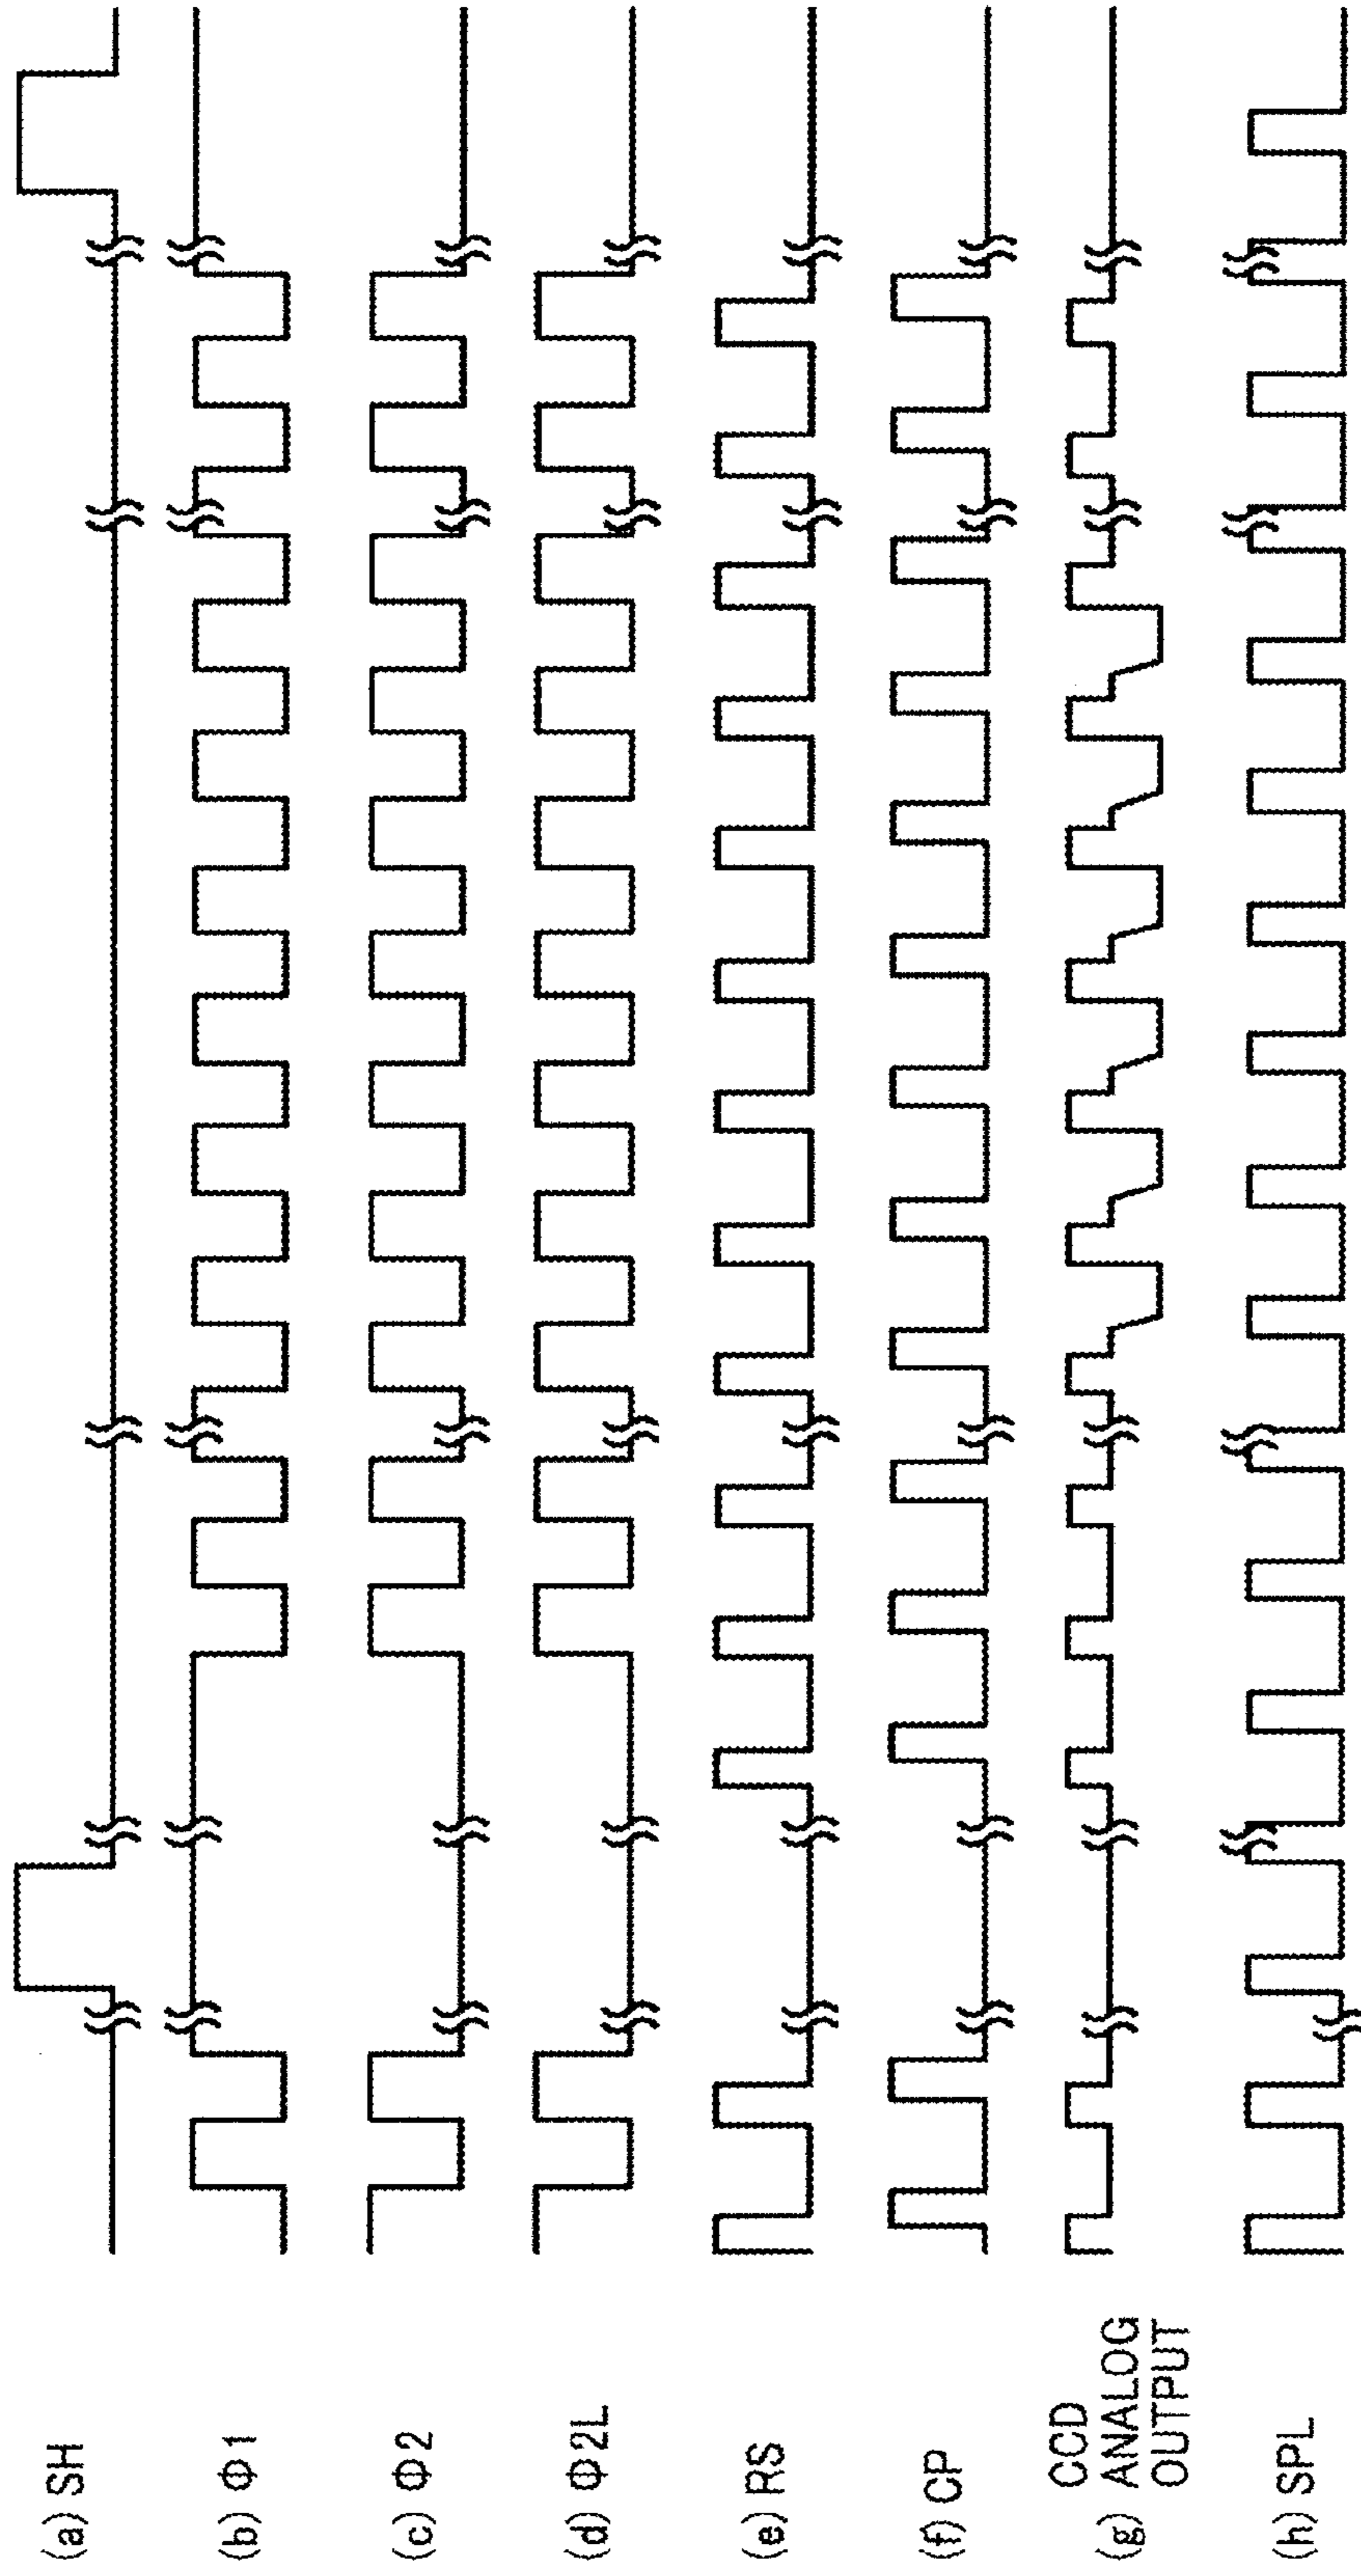 (a) SH
(b) Φ1
(c) Φ2
(d) Φ2L
(e) RS
(f) CP
CCD
(g) ANALOG
OUTPUT
(h) SPL